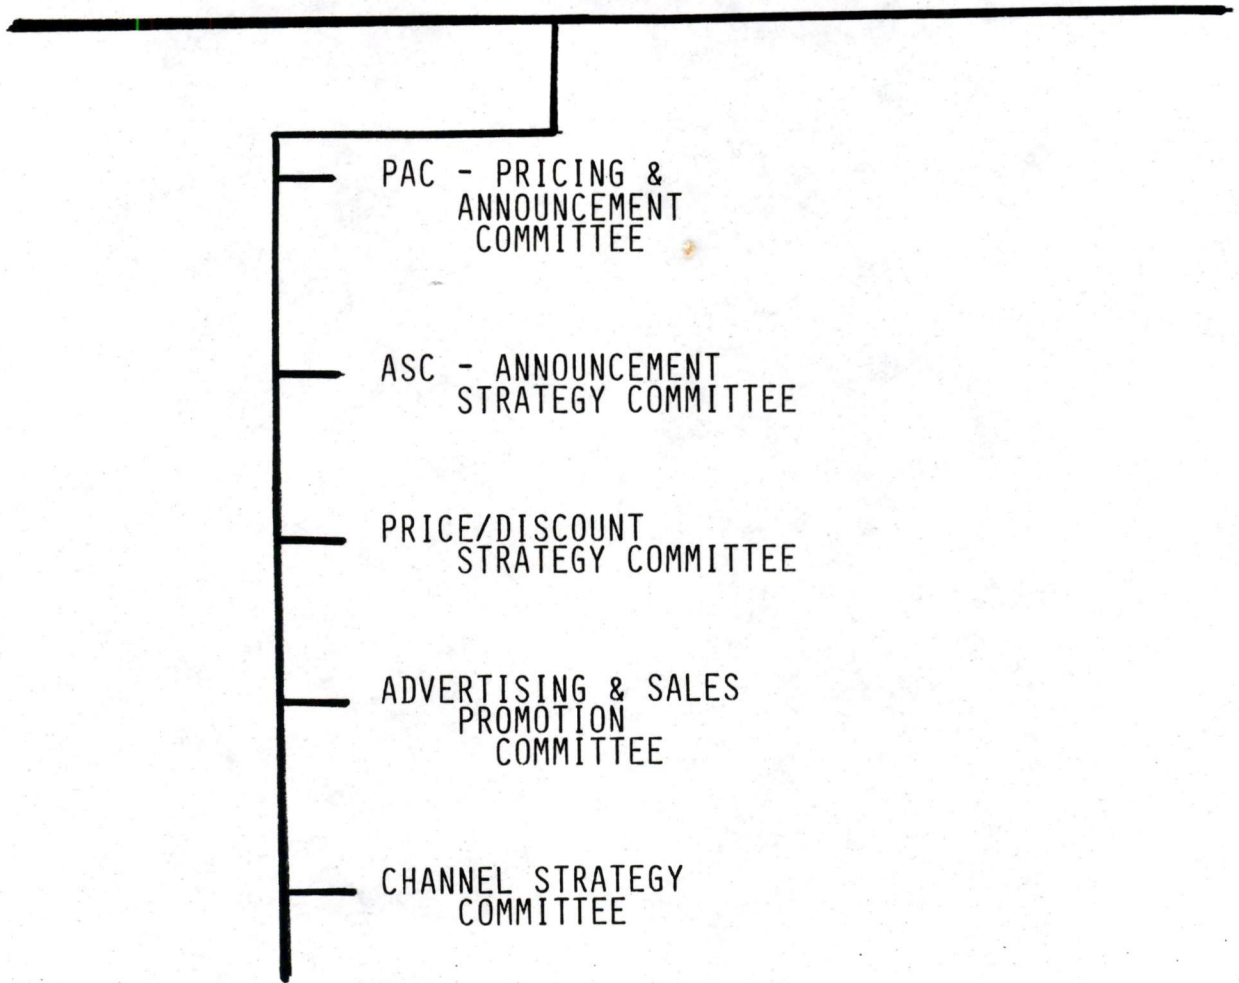 PAC - PRICING &
ANNOUNCEMENT
COMMITTEE
ASC - ANNOUNCEMENT
STRATEGY COMMITTEE
PRICE/DISCOUNT
STRATEGY COMMITTEE
ADVERTISING & SALES
PROMOTION
COMMITTEE
CHANNEL STRATEGY
COMMITTEE